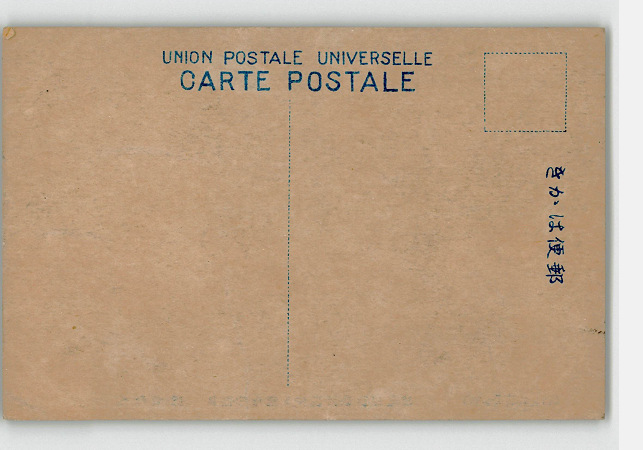 UNION POSTALE UNIVERSELLE
CARTE POSTALE
きかは便郵